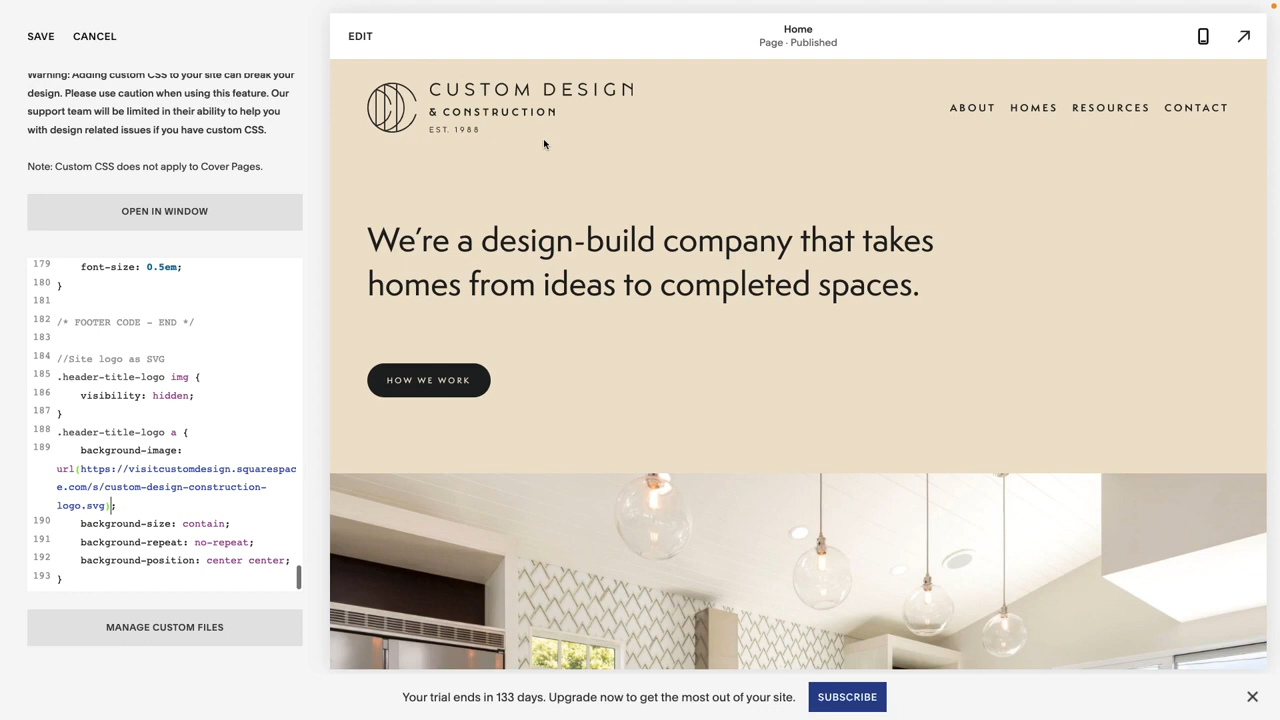 SAVE CANCEL
Warning: Adding custom CSS to your site can break your
design. Please use caution when using this feature. Our
support team will be limited in their ability to help you
with design related issues if you have custom CSS.
Note: Custom CSS does not apply to Cover Pages.
OPEN IN WINDOW
179 font-size: 0.5em;
180 }
181
182 /* FOOTER CODE - END */
183
184 //Site logo as SVG
185 .header-title-logo img {
186 visibility: hidden;
187 }
188 .header-title-logo a {
189 background-image:
url(https://visitcustomdesign.squarespac
e.com/s/custom-design-construction-
logo.svg);
190 background-size: contain;
191 background-repeat: no-repeat;
192 background-position: center center;
193 }
MANAGE CUSTOM FILES
EDIT
Home
Page · Published
CUSTOM DESIGN
& CONSTRUCTION
EST. 1988
ABOUT HOMES RESOURCES CONTACT
We're a design-build company that takes
homes from ideas to completed spaces.
HOW WE WORK
Your trial ends in 133 days. Upgrade now to get the most out of your site. SUBSCRIBE